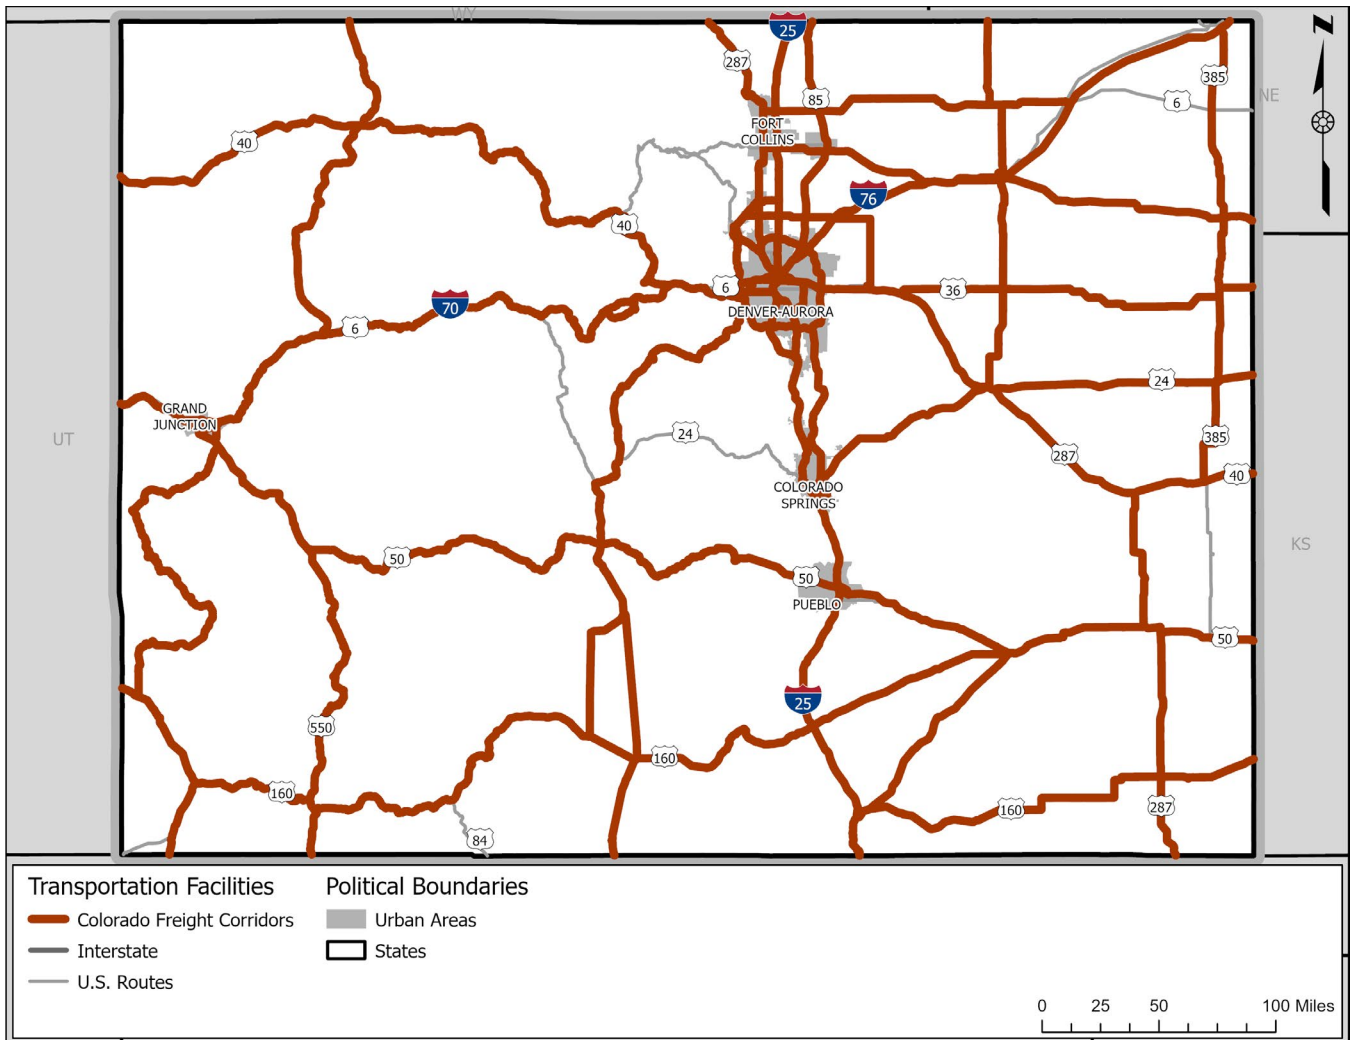 WY
25
287
385
85
6
NE
FORT
COLLINS
40
76
40
6
36
70
6
DENVER-AURORA
24
GRAND
JUNCTION
UT
24
385
287
40
COLORADO
SPRINGS
KS
50
50
PUEBLO
50
25
550
160
160
160
287
84
N
Transportation Facilities
Colorado Freight Corridors
Interstate
U.S. Routes
Political Boundaries
Urban Areas
States
0 25 50 100 Miles